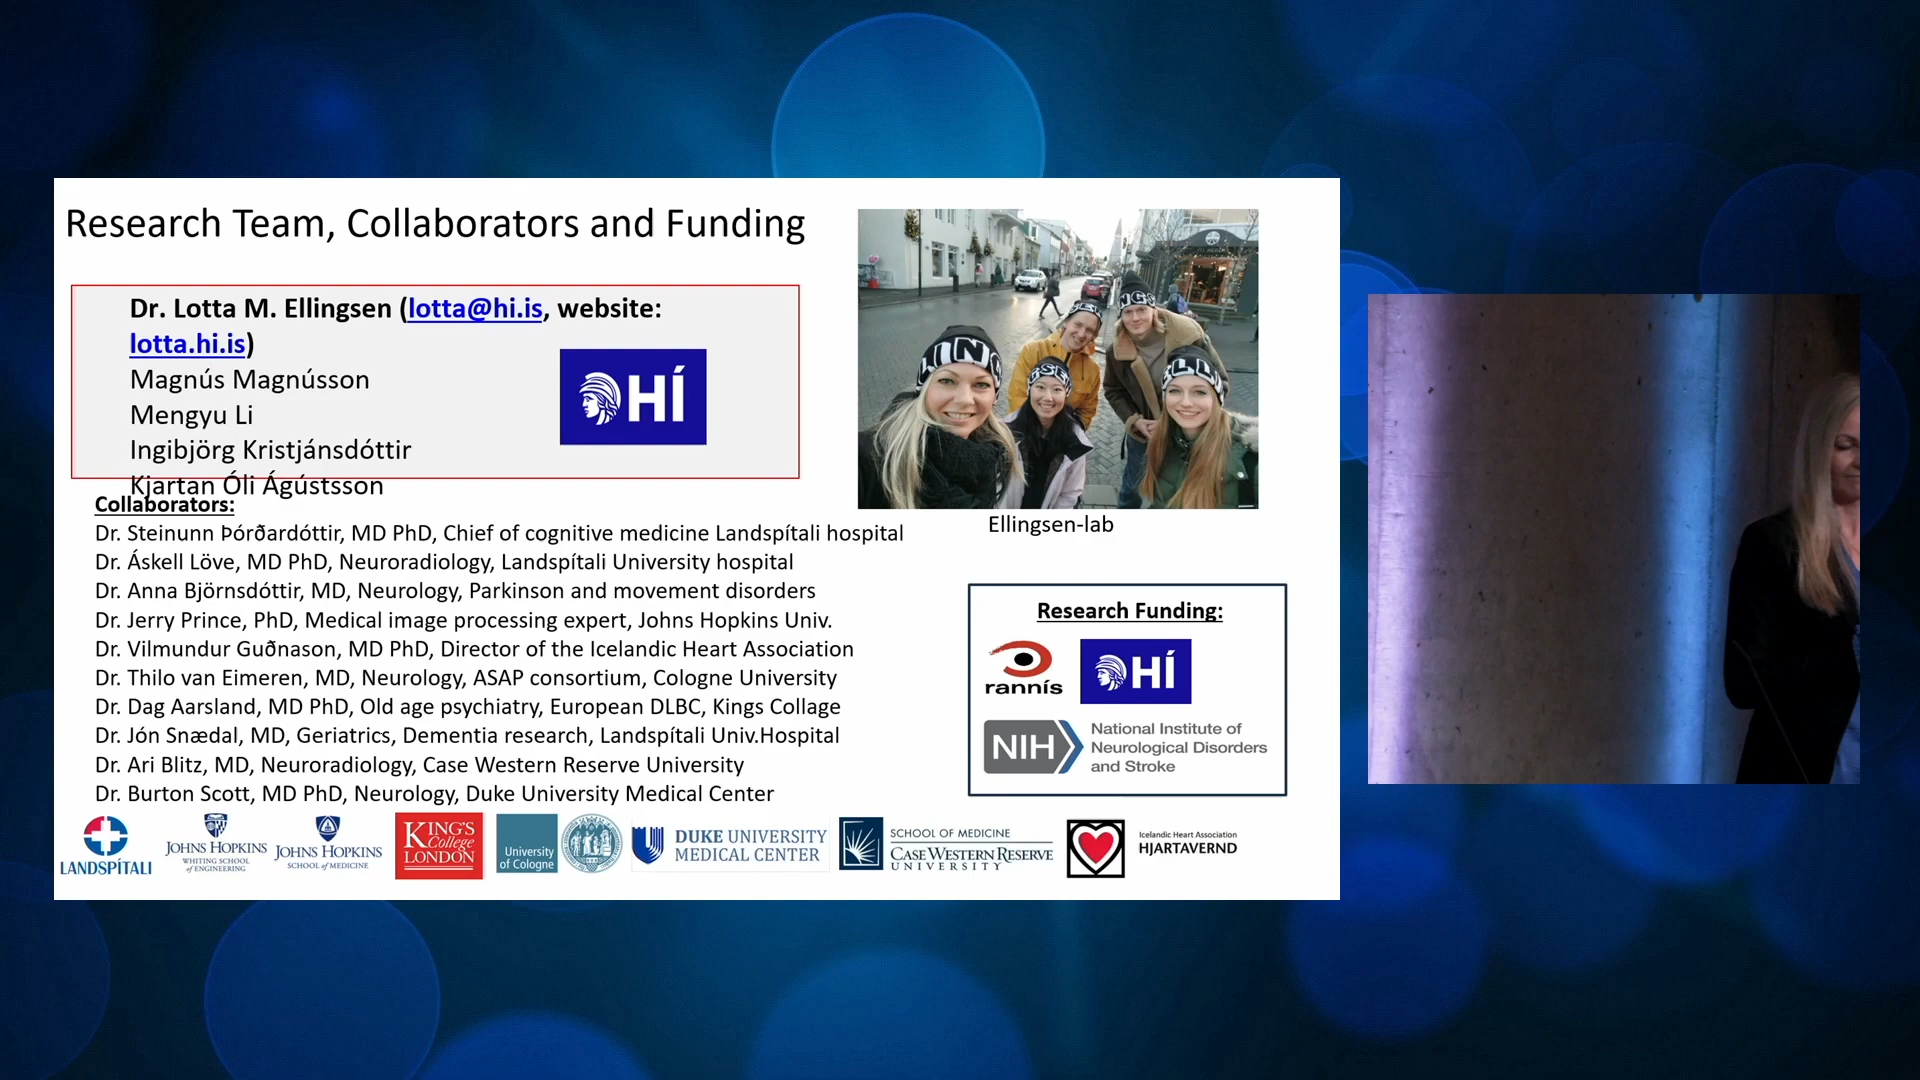 Research Team, Collaborators and Funding
Dr. Lotta M. Ellingsen (lotta@hi.is, website:
lotta.hi.is)
Magnús Magnússon
Mengyu Li
Ingibjörg Kristjánsdóttir
Kjartan Óli Ágústsson
HÍ
Ellingsen-lab
Collaborators:
Dr. Steinunn Þórðardóttir, MD PhD, Chief of cognitive medicine Landspítali hospital
Dr. Áskell Löve, MD PhD, Neuroradiology, Landspítali University hospital
Dr. Anna Björnsdóttir, MD, Neurology, Parkinson and movement disorders
Dr. Jerry Prince, PhD, Medical image processing expert, Johns Hopkins Univ.
Dr. Vilmundur Guðnason, MD PhD, Director of the Icelandic Heart Association
Dr. Thilo van Eimeren, MD, Neurology, ASAP consortium, Cologne University
Dr. Dag Aarsland, MD PhD, Old age psychiatry, European DLBC, Kings Collage
Dr. Jón Snædal, MD, Geriatrics, Dementia research, Landspítali Univ.Hospital
Dr. Ari Blitz, MD, Neuroradiology, Case Western Reserve University
Dr. Burton Scott, MD PhD, Neurology, Duke University Medical Center
Research Funding:
rannís
HÍ
NIH
National Institute of
Neurological Disorders
and Stroke
LANDSPÍTALI
JOHNS HOPKINS
WHITING SCHOOL
of ENGINEERING
JOHNS HOPKINS
SCHOOL of MEDICINE
KING'S
College
LONDON
University
of Cologne
DUKE UNIVERSITY
MEDICAL CENTER
SCHOOL OF MEDICINE
CASE WESTERN RESERVE
UNIVERSITY
Icelandic Heart Association
HJARTAVERND